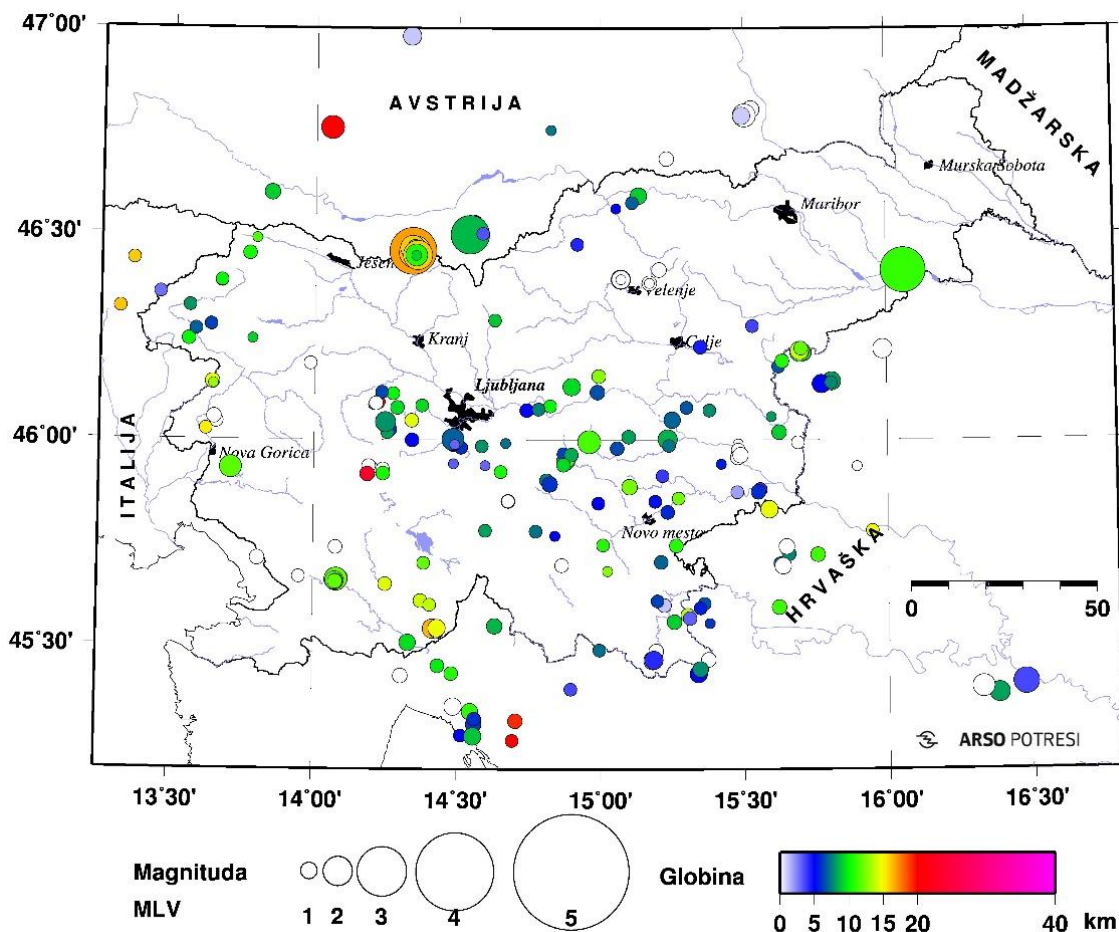 47°00'
AVSTRIJA
MADŽARSKA
Murska Sobota
Maribor
46°30'
Velenje
Kranj
Celje
Ljubljana
46°00'
ITALIJA
Nova Gorica
Novo mesto
HRVAŠKA
0 50
45°30'
ARSO POTRESI
13°30' 14°00' 14°30' 15°00' 15°30' 16°00' 16°30'
Magnituda
MLV
1 2 3 4 5
Globina
0 5 10 15 20 40 km